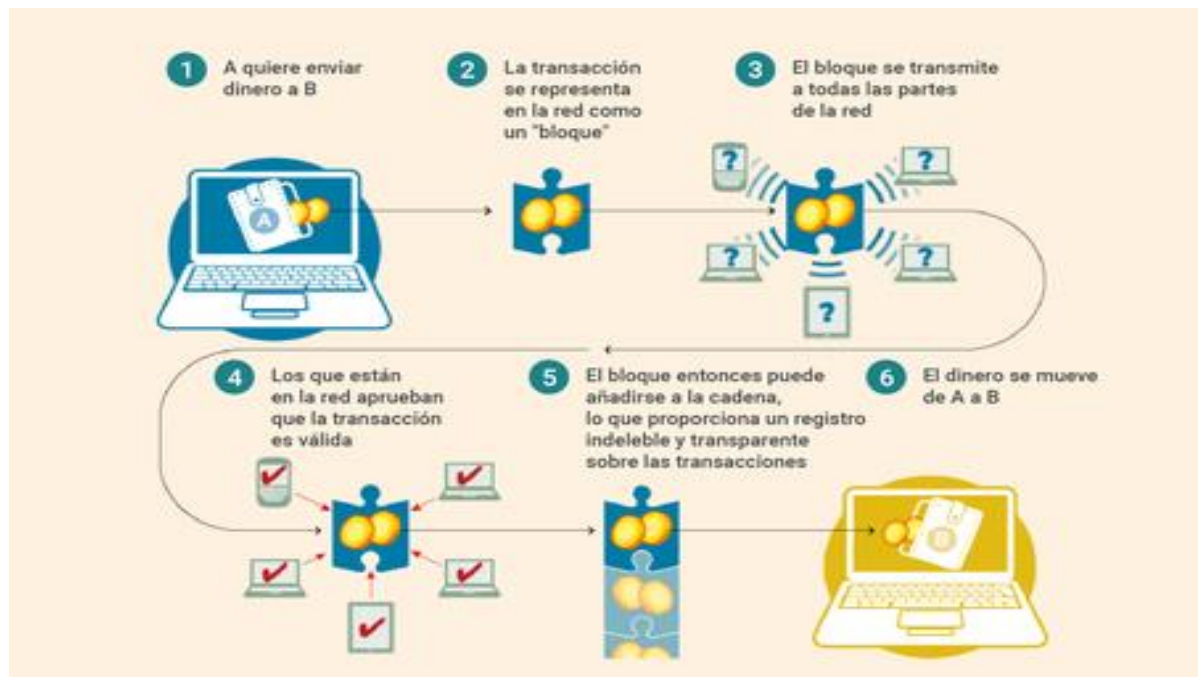 1 A quiere enviar
dinero a B
2 La transacción
se representa
en la red como
un "bloque"
3 El bloque se transmite
a todas las partes
de la red
A
? ?
? ?
?
4 Los que están
en la red aprueban
que la transacción
es válida
5 El bloque entonces puede
añadirse a la cadena,
lo que proporciona un registro
indeleble y transparente
sobre las transacciones
6 El dinero se mueve
de A a B
B